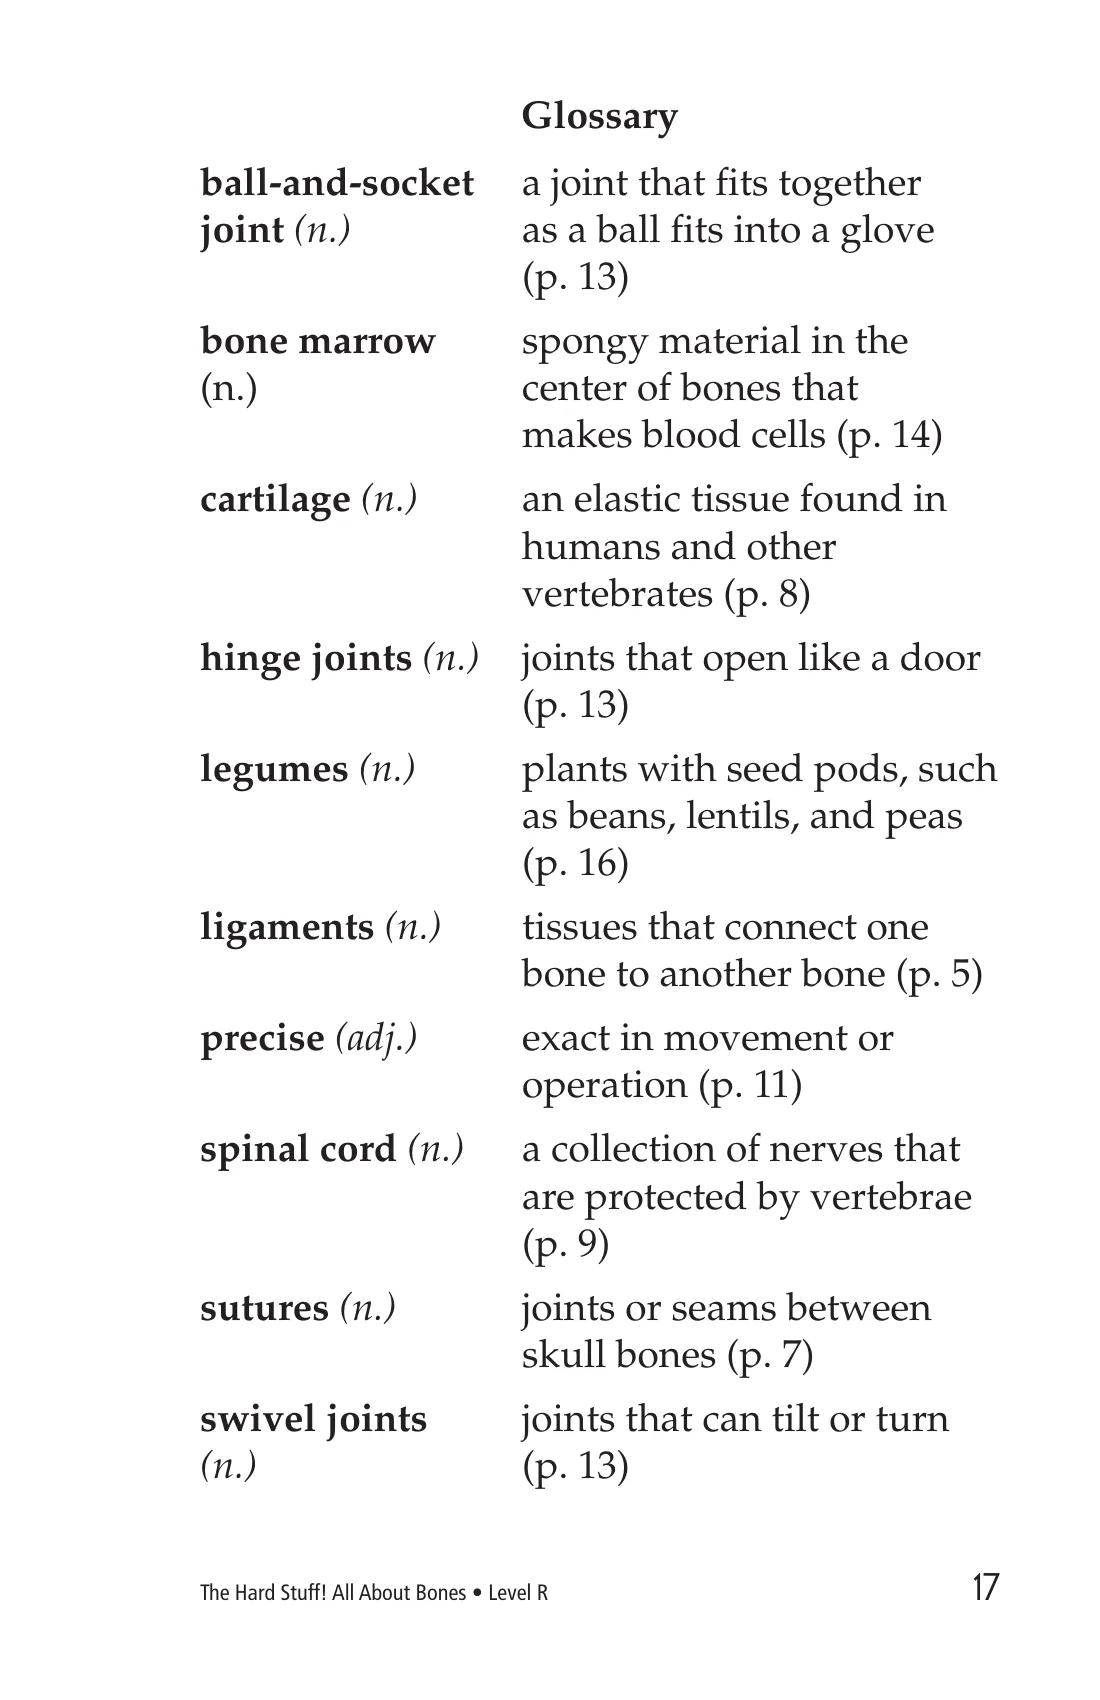 Glossary
ball-and-socket joint (n.)
a joint that fits together
as a ball fits into a glove
(p. 13)
bone marrow
(n.)
spongy material in the
center of bones that
makes blood cells (p. 14)
cartilage (n.)
an elastic tissue found in
humans and other
vertebrates (p. 8)
hinge joints (n.)
joints that open like a door
(p. 13)
legumes (n.)
plants with seed pods, such
as beans, lentils, and peas
(p. 16)
ligaments (n.)
tissues that connect one
bone to another bone (p. 5)
precise (adj.)
exact in movement or
operation (p. 11)
spinal cord (n.)
a collection of nerves that
are protected by vertebrae
(p. 9)
sutures (n.)
joints or seams between
skull bones (p. 7)
swivel joints
(n.)
joints that can tilt or turn
(p. 13)
The Hard Stuff! All About Bones • Level R
17